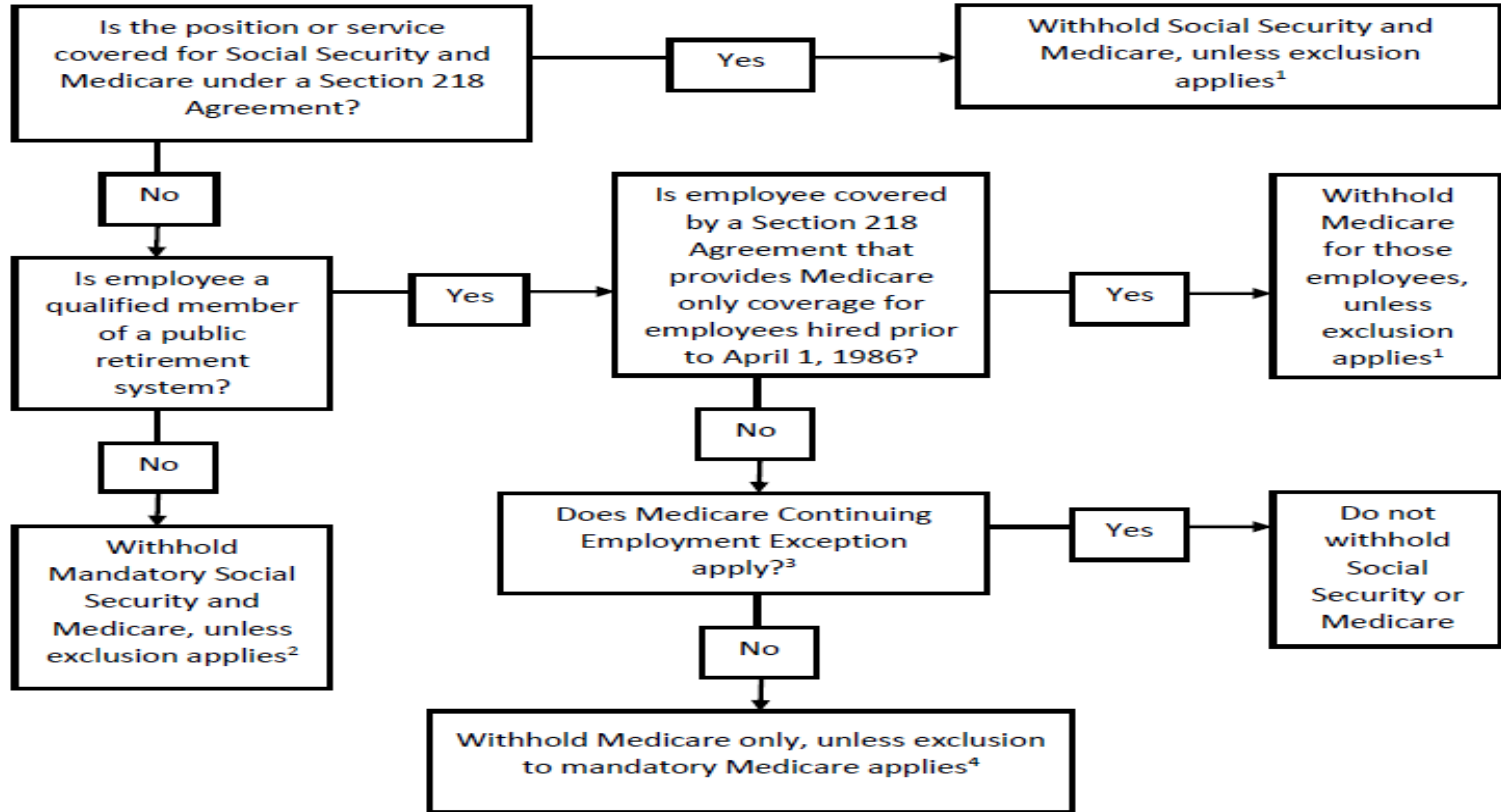 Is the position or service
covered for Social Security and
Medicare under a Section 218
Agreement?
Yes
Withhold Social Security and
Medicare, unless exclusion
applies¹
No
Is employee a
qualified member
of a public
retirement
system?
Yes
Is employee covered
by a Section 218
Agreement that
provides Medicare
only coverage for
employees hired prior
to April 1, 1986?
Yes
Withhold
Medicare
for those
employees,
unless
exclusion
applies¹
No
Withhold
Mandatory Social
Security and
Medicare, unless
exclusion applies²
No
Does Medicare Continuing
Employment Exception
apply?³
Yes
Do not
withhold
Social
Security or
Medicare
No
Withhold Medicare only, unless exclusion
to mandatory Medicare applies⁴